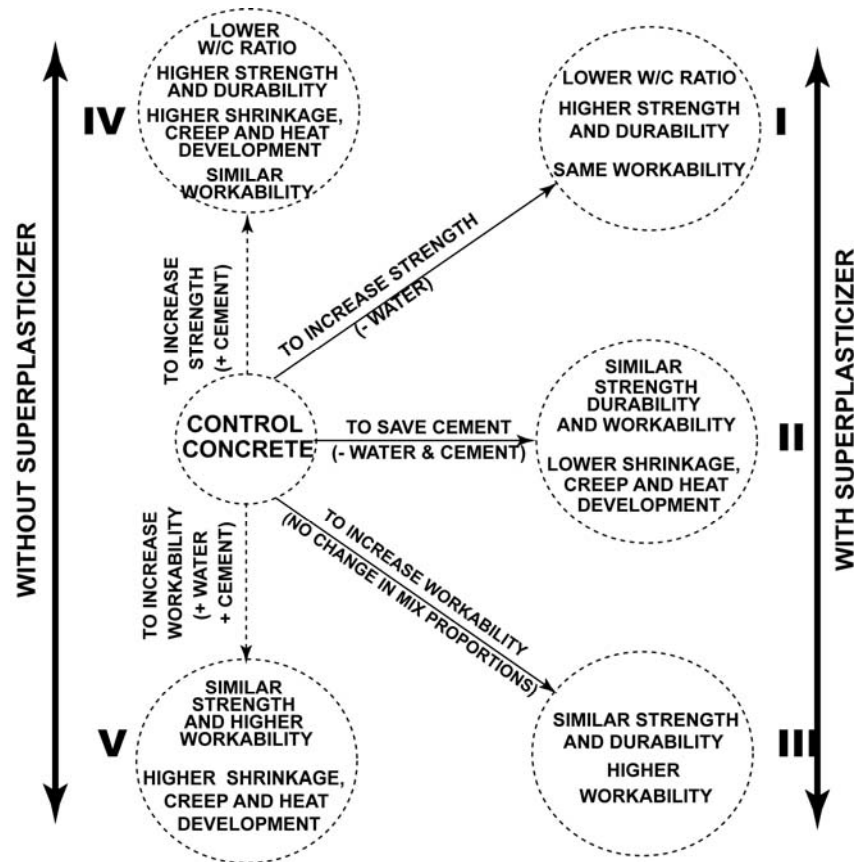 LOWER
W/C RATIO
HIGHER STRENGTH
AND DURABILITY
HIGHER SHRINKAGE,
CREEP AND HEAT
DEVELOPMENT
SIMILAR
WORKABILITY
IV
LOWER W/C RATIO
HIGHER STRENGTH
AND DURABILITY
SAME WORKABILITY
I
WITHOUT SUPERPLASTICIZER
TO INCREASE
STRENGTH
(+ CEMENT)
TO INCREASE STRENGTH
(- WATER)
CONTROL
CONCRETE
TO SAVE CEMENT
(- WATER & CEMENT)
SIMILAR
STRENGTH
DURABILITY
AND WORKABILITY
LOWER SHRINKAGE,
CREEP AND HEAT
DEVELOPMENT
II
WITH SUPERPLASTICIZER
TO INCREASE
WORKABILITY
(+ WATER
+ CEMENT)
TO INCREASE WORKABILITY
(NO CHANGE IN MIX PROPORTIONS)
V
SIMILAR
STRENGTH
AND HIGHER
WORKABILITY
HIGHER SHRINKAGE,
CREEP AND HEAT
DEVELOPMENT
SIMILAR STRENGTH
AND DURABILITY
HIGHER
WORKABILITY
III